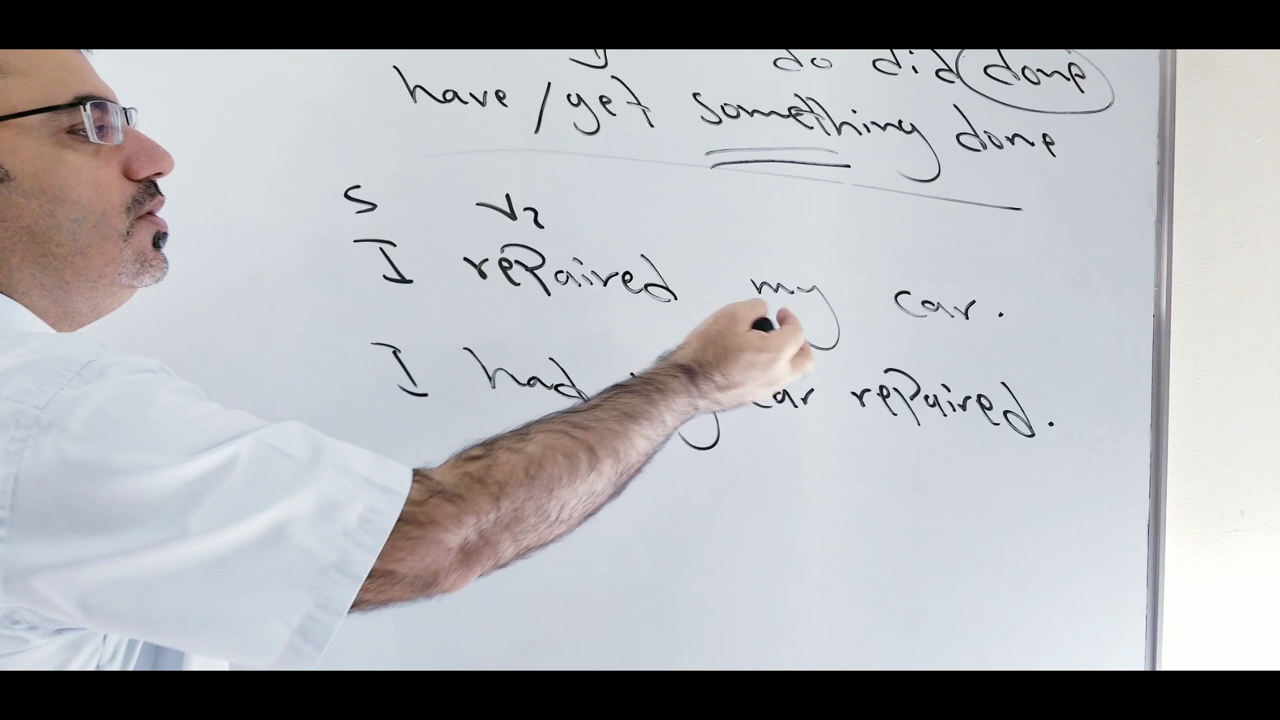 do did done
have / get something done
S V2
I repaired my car.
I had car repaired.